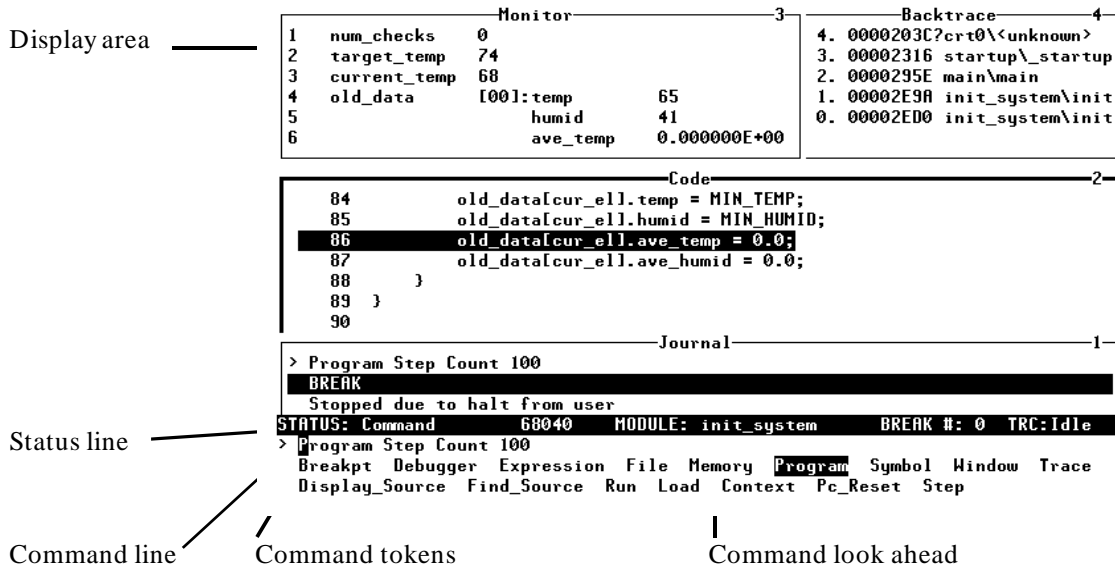 Monitor 3
1 num_checks 0
2 target_temp 74
3 current_temp 68
4 old_data [00]:temp 65
5 humid 41
6 ave_temp 0.000000E+00
Backtrace 4
4. 0000203C?crt0\<unknown>
3. 00002316 startup\_startup
2. 0000295E main\main
1. 00002E9A init_system\init
0. 00002ED0 init_system\init
Display area
Code 2
84 old_data[cur_el].temp = MIN_TEMP;
85 old_data[cur_el].humid = MIN_HUMID;
86 old_data[cur_el].ave_temp = 0.0;
87 old_data[cur_el].ave_humid = 0.0;
88 }
89 }
90
Journal 1
> Program Step Count 100
BREAK
Stopped due to halt from user
STATUS: Command 68040 MODULE: init_system BREAK #: 0 TRC:Idle
Status line
> Program Step Count 100
Breakpt Debugger Expression File Memory Program Symbol Window Trace
Display_Source Find_Source Run Load Context Pc_Reset Step
Command line Command tokens Command look ahead